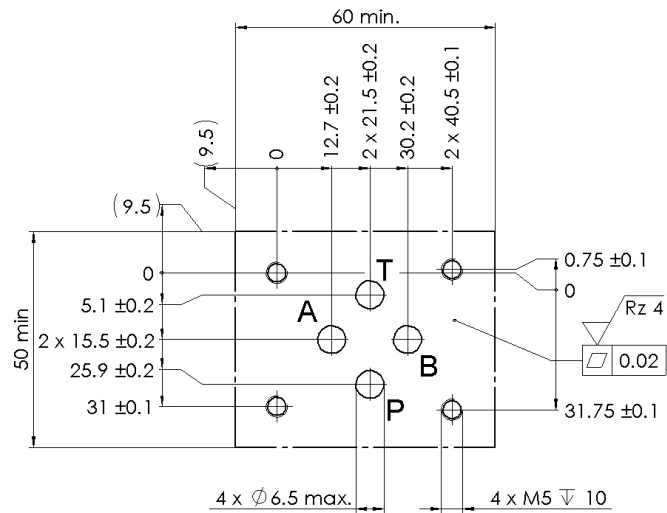 60 min.
(9.5)
0
12.7 ±0.2
2 x 21.5 ±0.2
30.2 ±0.2
2 x 40.5 ±0.1
(9.5)
0
5.1 ±0.2
2 x 15.5 ±0.2
25.9 ±0.2
31 ±0.1
50 min
T
A
B
P
0.75 ±0.1
0
Rz 4
▱ 0.02
31.75 ±0.1
4 x ∅6.5 max.
4 x M5 ↧ 10